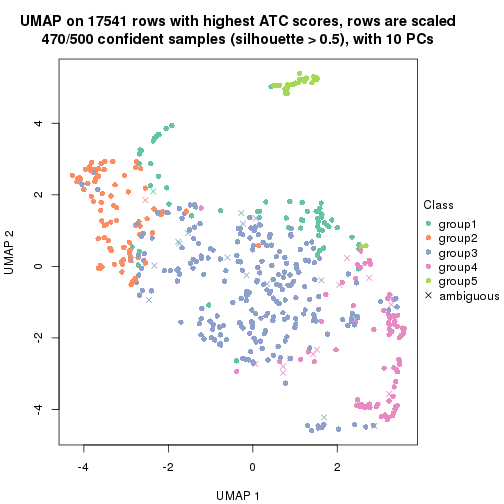 UMAP on 17541 rows with highest ATC scores, rows are scaled
470/500 confident samples (silhouette > 0.5), with 10 PCs
4
2
0
-2
-4
UMAP 2
-4
-2
0
2
UMAP 1
Class
group1
group2
group3
group4
group5
ambiguous